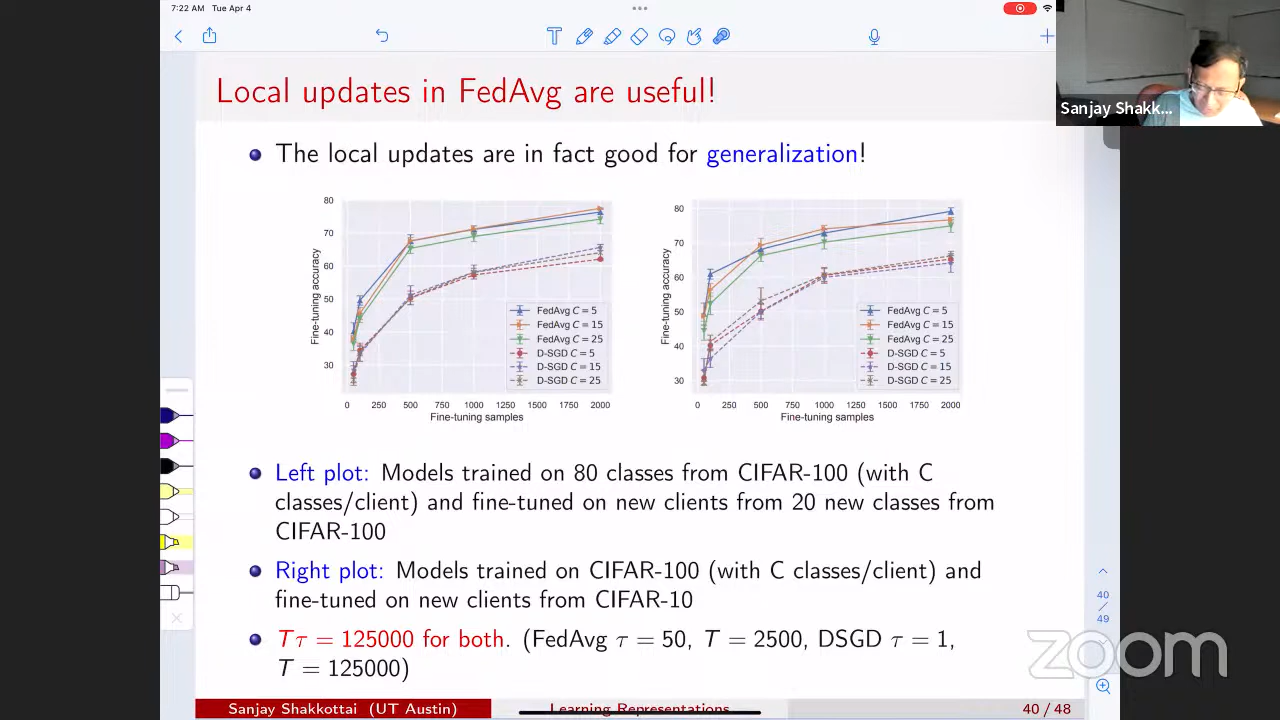 7:22 AM Tue Apr 4
Sanjay Shakk...
Local updates in FedAvg are useful!
The local updates are in fact good for generalization!
80
70
60
50
40
30
Fine-tuning accuracy
FedAvg C = 5
FedAvg C = 15
FedAvg C = 25
D-SGD C = 5
D-SGD C = 15
D-SGD C = 25
0 250 500 750 1000 1250 1500 1750 2000
Fine-tuning samples
80
70
60
50
40
30
Fine-tuning accuracy
FedAvg C = 5
FedAvg C = 15
FedAvg C = 25
D-SGD C = 5
D-SGD C = 15
D-SGD C = 25
0 250 500 750 1000 1250 1500 1750 2000
Fine-tuning samples
Left plot: Models trained on 80 classes from CIFAR-100 (with C
classes/client) and fine-tuned on new clients from 20 new classes from
CIFAR-100
Right plot: Models trained on CIFAR-100 (with C classes/client) and
fine-tuned on new clients from CIFAR-10
Tτ = 125000 for both. (FedAvg τ = 50, T = 2500, DSGD τ = 1,
T = 125000)
40
/
49
zoom
Sanjay Shakkottai (UT Austin) Learning Representations 40 / 48